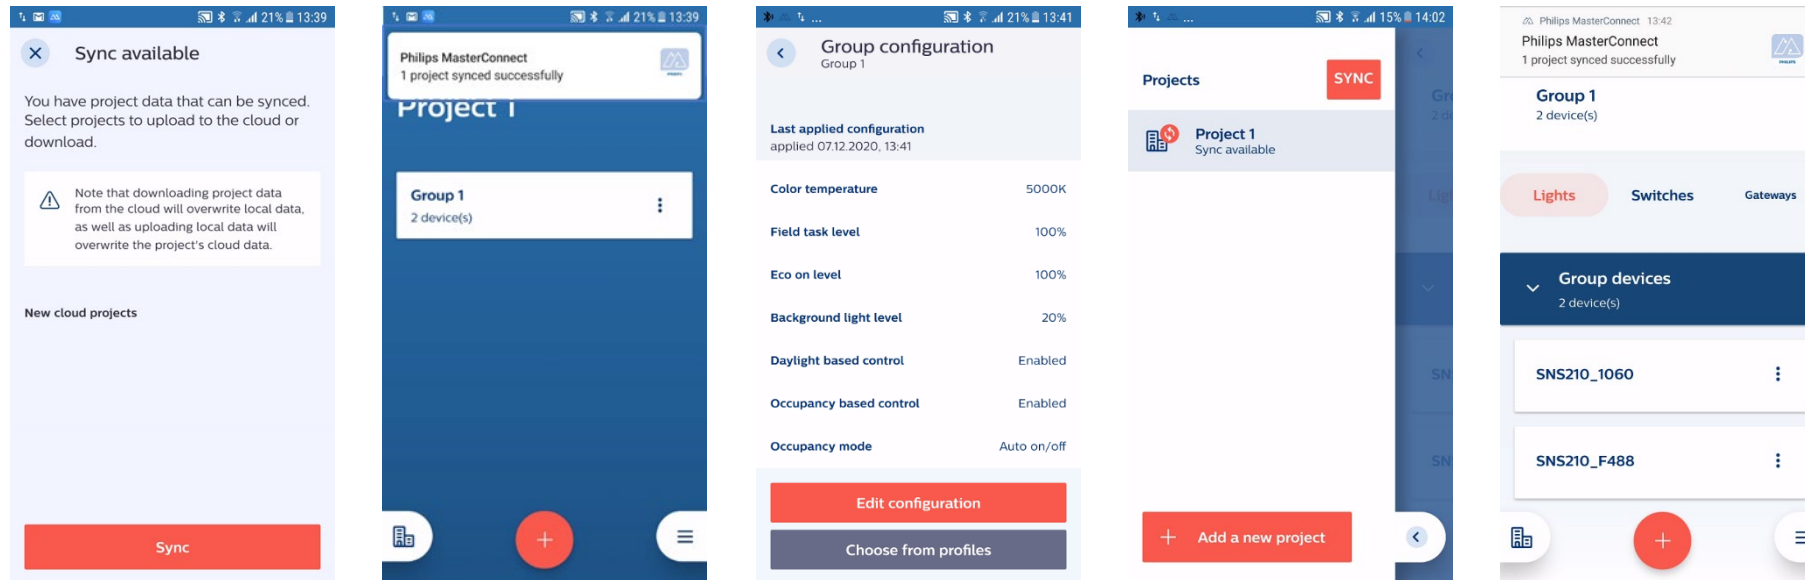 21% 13:39
Sync available
You have project data that can be synced.
Select projects to upload to the cloud or
download.
Note that downloading project data
from the cloud will overwrite local data,
as well as uploading local data will
overwrite the project's cloud data.
New cloud projects
Sync
21% 13:39
Philips MasterConnect
1 project synced successfully
PHILIPS
Project 1
Group 1
2 device(s)
... 21% 13:41
Group configuration
Group 1
Last applied configuration
applied 07.12.2020, 13:41
Color temperature 5000K
Field task level 100%
Eco on level 100%
Background light level 20%
Daylight based control Enabled
Occupancy based control Enabled
Occupancy mode Auto on/off
Edit configuration
Choose from profiles
... 15% 14:02
Projects SYNC
Project 1
Sync available
+ Add a new project
Gr
2 d
Lig
SN
SN
Philips MasterConnect 13:42
Philips MasterConnect
1 project synced successfully
PHILIPS
Group 1
2 device(s)
Lights Switches Gateways
Group devices
2 device(s)
SNS210_1060
SNS210_F488